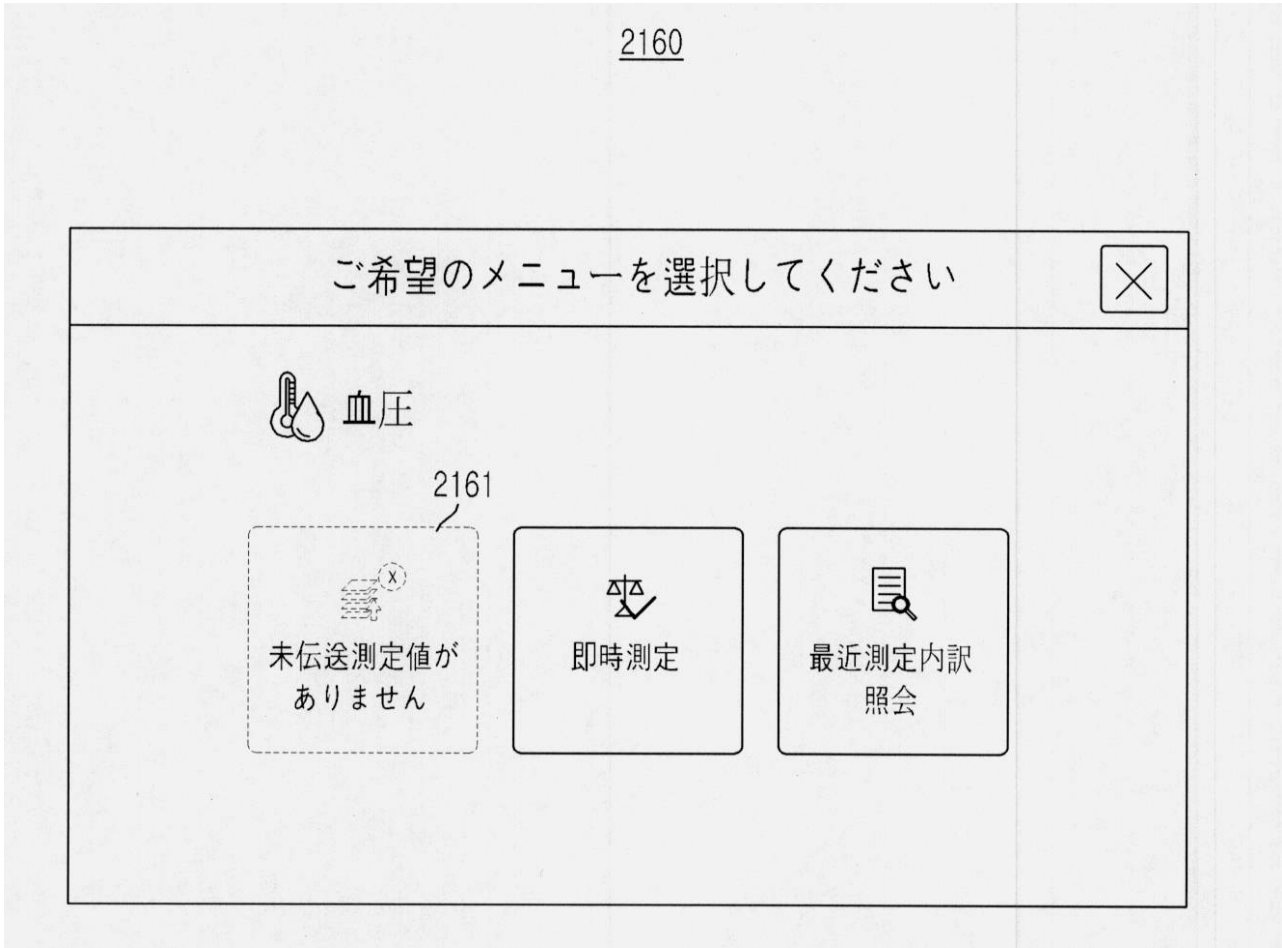 2160
ご希望のメニューを選択してください
血圧
2161
未伝送測定値が
ありません
即時測定
最近測定内訳
照会